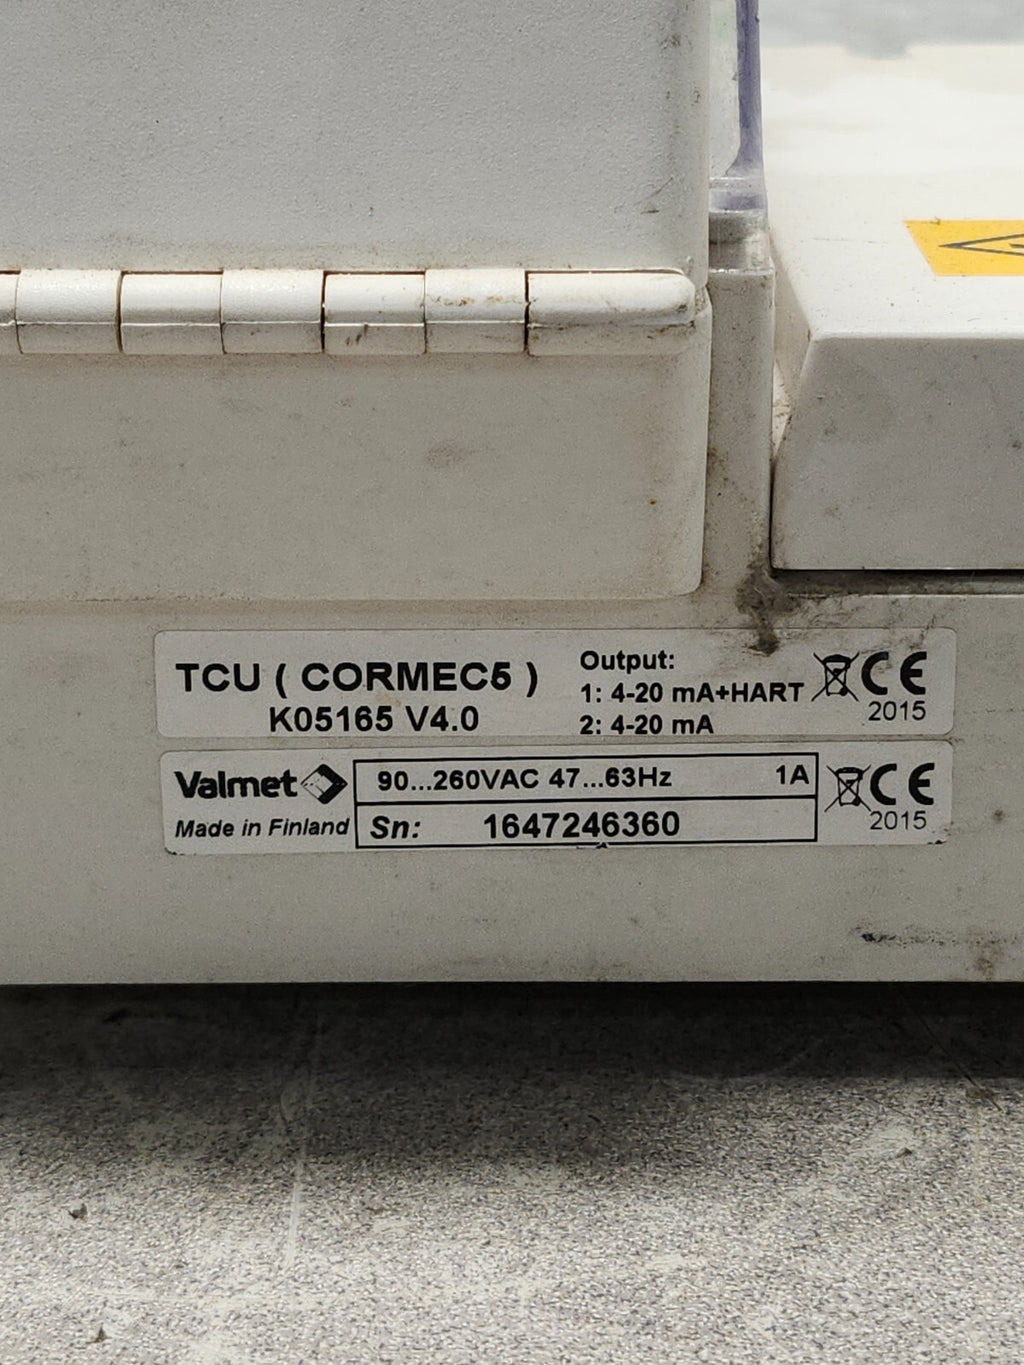 TCU ( CORMEC5 )
K05165 V4.0
Output:
1: 4-20 mA+HART
2: 4-20 mA
CE
2015
Valmet
Made in Finland
90...260VAC 47...63Hz 1A
Sn: 1647246360
CE
2015